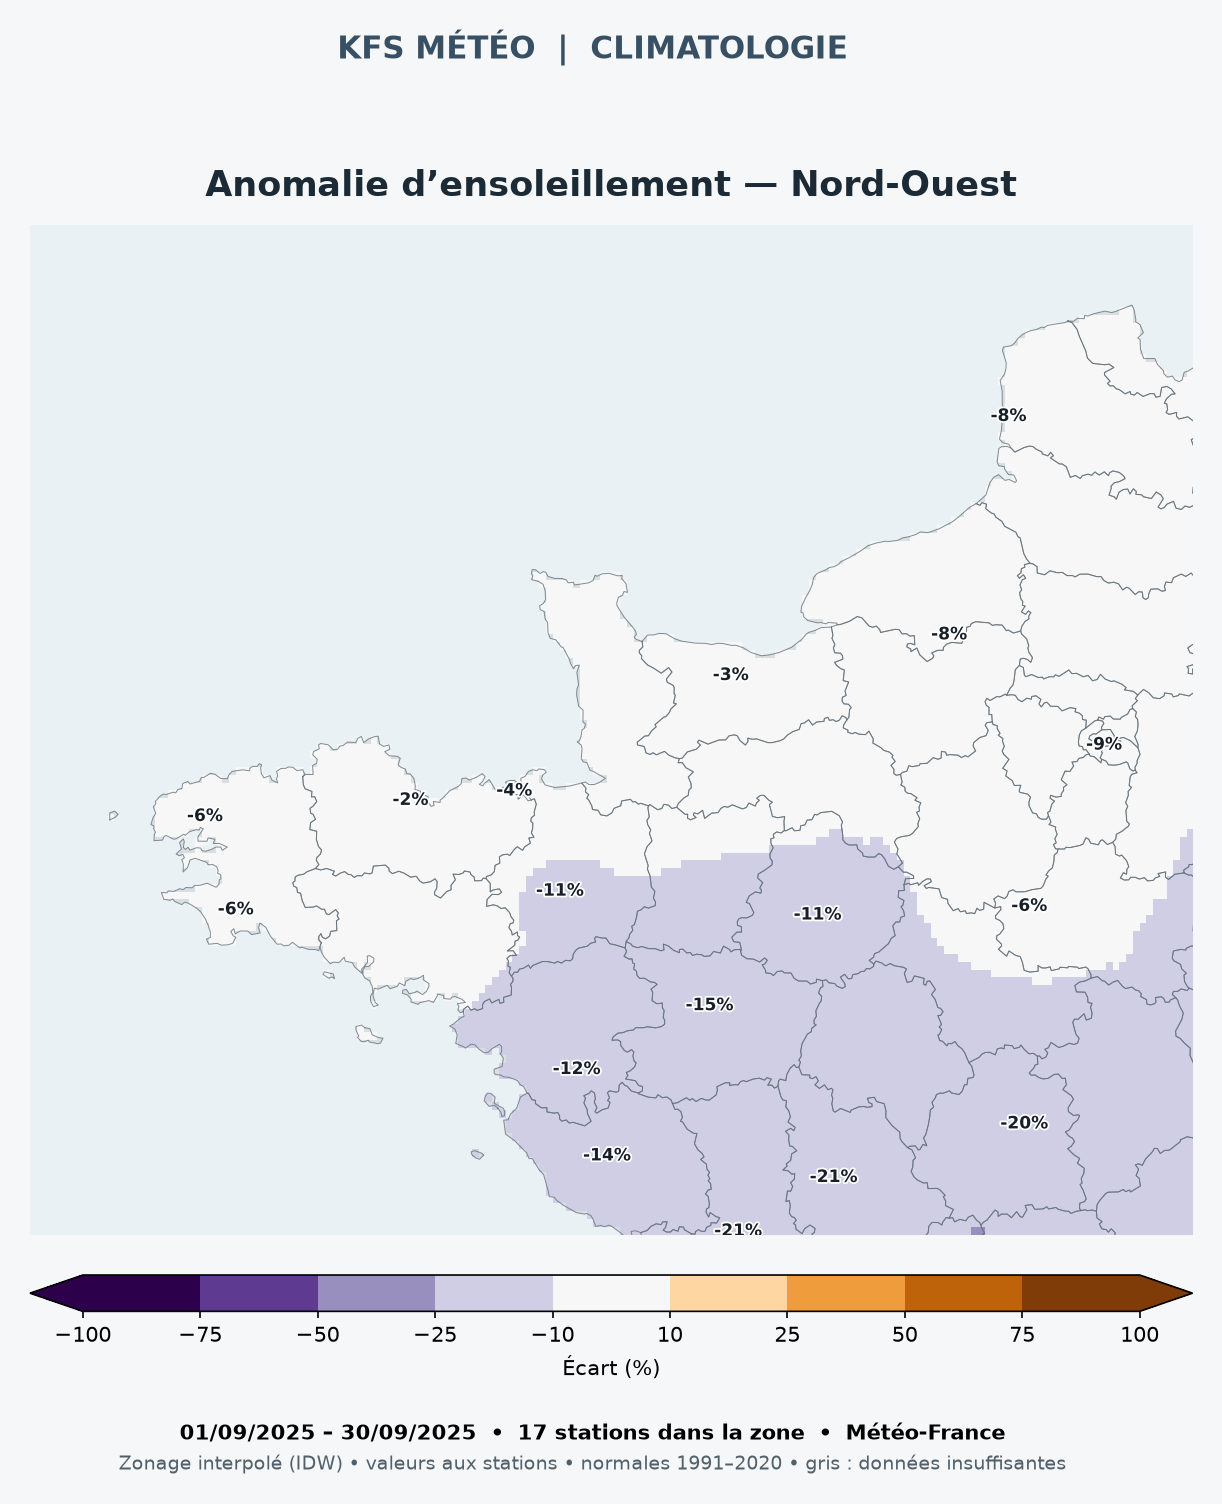 KFS MÉTÉO | CLIMATOLOGIE
Anomalie d’ensoleillement — Nord-Ouest
-8%
-8%
-3%
-9%
-4%
-2%
-6%
-11%
-6%
-6%
-11%
-15%
-12%
-20%
-14%
-21%
-21%
−100 −75 −50 −25 −10 10 25 50 75 100
Écart (%)
01/09/2025 – 30/09/2025 • 17 stations dans la zone • Météo-France
Zonage interpolé (IDW) • valeurs aux stations • normales 1991–2020 • gris : données insuffisantes